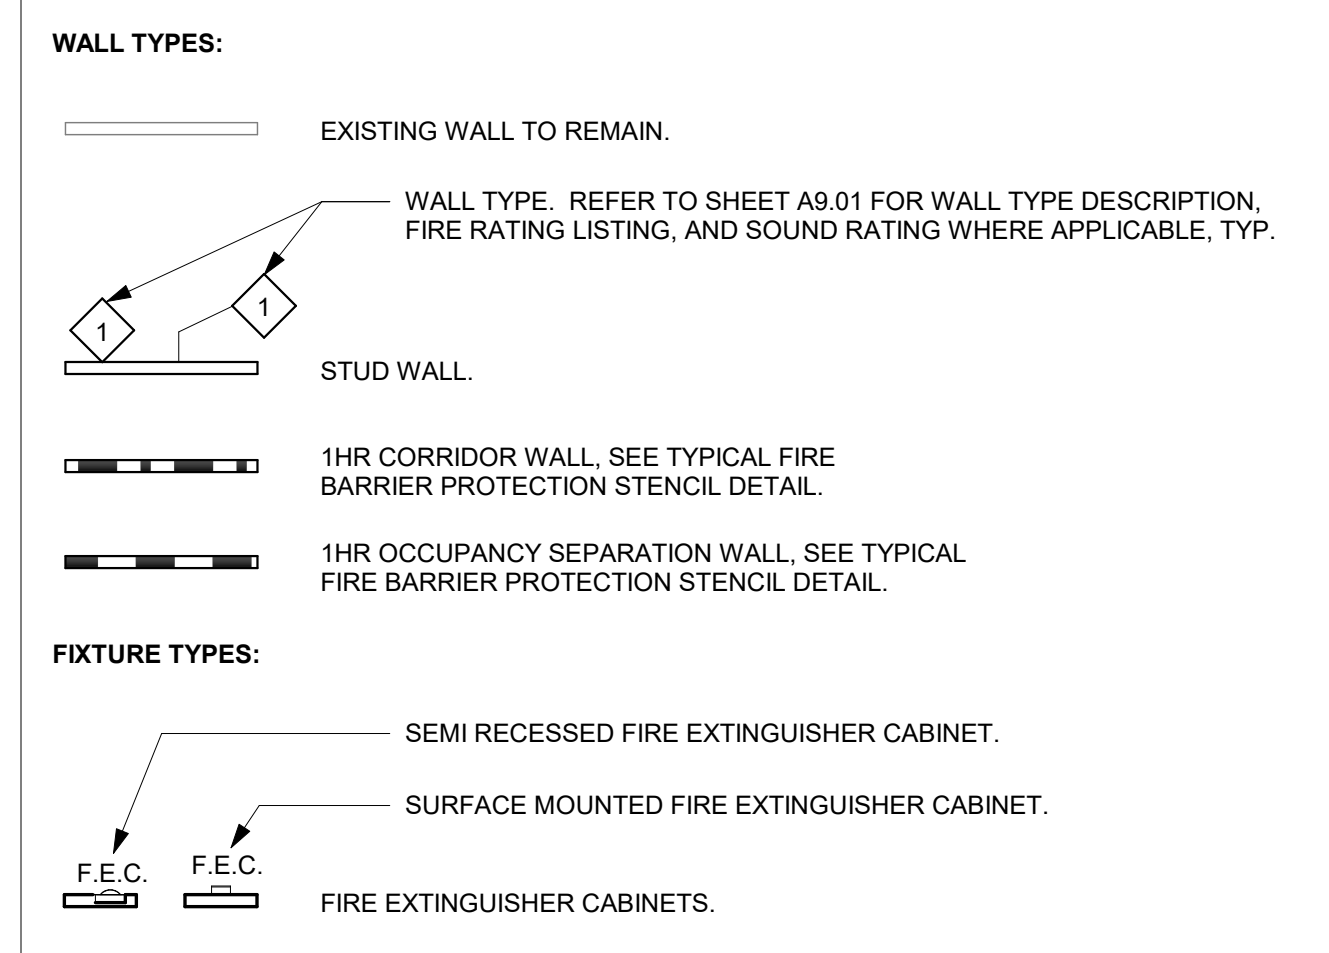 WALL TYPES:
EXISTING WALL TO REMAIN.
WALL TYPE.  REFER TO SHEET A9.01 FOR WALL TYPE DESCRIPTION,
FIRE RATING LISTING, AND SOUND RATING WHERE APPLICABLE, TYP.
1
1
STUD WALL.
1HR CORRIDOR WALL, SEE TYPICAL FIRE
BARRIER PROTECTION STENCIL DETAIL.
1HR OCCUPANCY SEPARATION WALL, SEE TYPICAL
FIRE BARRIER PROTECTION STENCIL DETAIL.
FIXTURE TYPES:
SEMI RECESSED FIRE EXTINGUISHER CABINET.
SURFACE MOUNTED FIRE EXTINGUISHER CABINET.
F.E.C.
F.E.C.
FIRE EXTINGUISHER CABINETS.